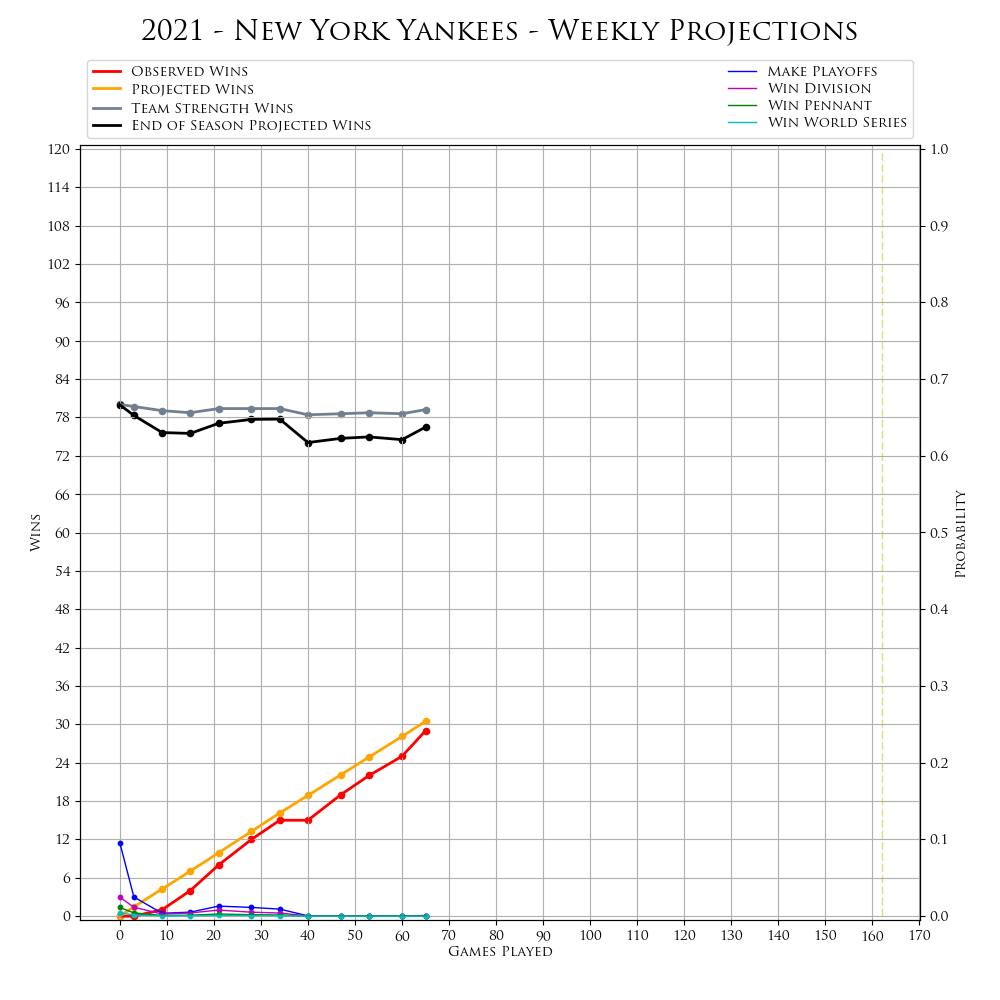 2021 - New York Yankees - Weekly Projections
Observed Wins
Projected Wins
Team Strength Wins
End of Season Projected Wins
Make Playoffs
Win Division
Win Pennant
Win World Series
120
114
108
102
96
90
84
78
72
66
60
54
48
42
36
30
24
18
12
6
0
Wins
1.0
0.9
0.8
0.7
0.6
0.5
0.4
0.3
0.2
0.1
0.0
Probability
0 10 20 30 40 50 60 70 80 90 100 110 120 130 140 150 160 170
Games Played